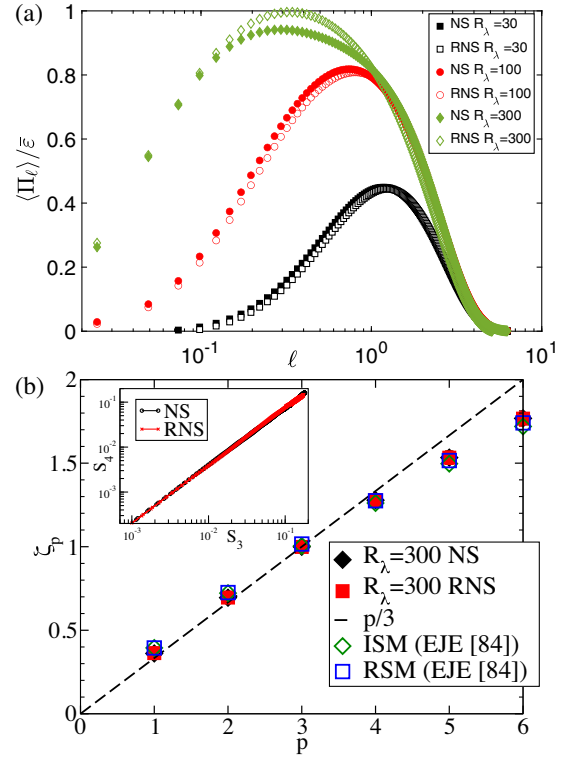 (a)
1
0.8
0.6
0.4
0.2
0
⟨Π_ℓ⟩/ε̄
10^-1
10^0
10^1
ℓ
NS R_λ=30
RNS R_λ=30
NS R_λ=100
RNS R_λ=100
NS R_λ=300
RNS R_λ=300
(b)
2
1.5
1
0.5
0
ζ_p
0 1 2 3 4 5 6
p
NS
RNS
10^-1
10^-2
10^-3
S_4
10^-3 10^-2 10^-1
S_3
R_λ=300 NS
R_λ=300 RNS
p/3
ISM (EJE [84])
RSM (EJE [84])